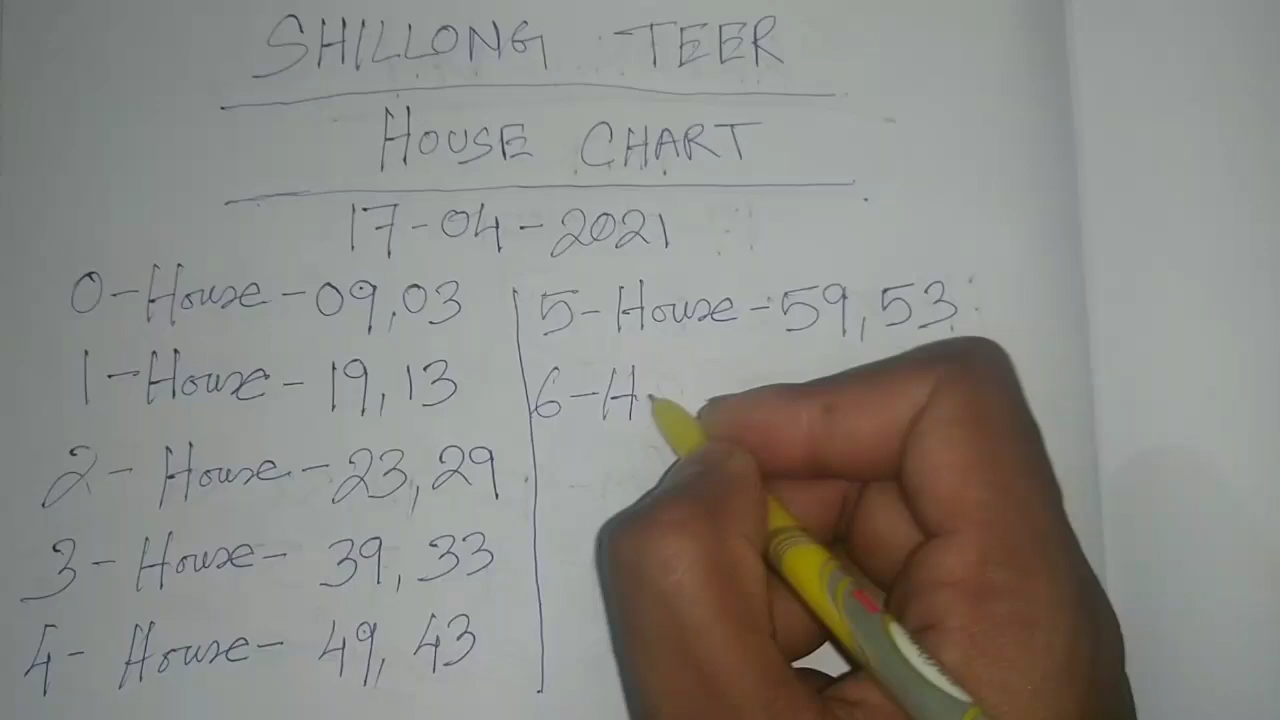 SHILLONG TEER
HOUSE CHART
17-04-2021
0-House-09,03
1-House-19,13
2-House-23,29
3-House-39,33
4-House-49,43
5-House-59,53
6-H